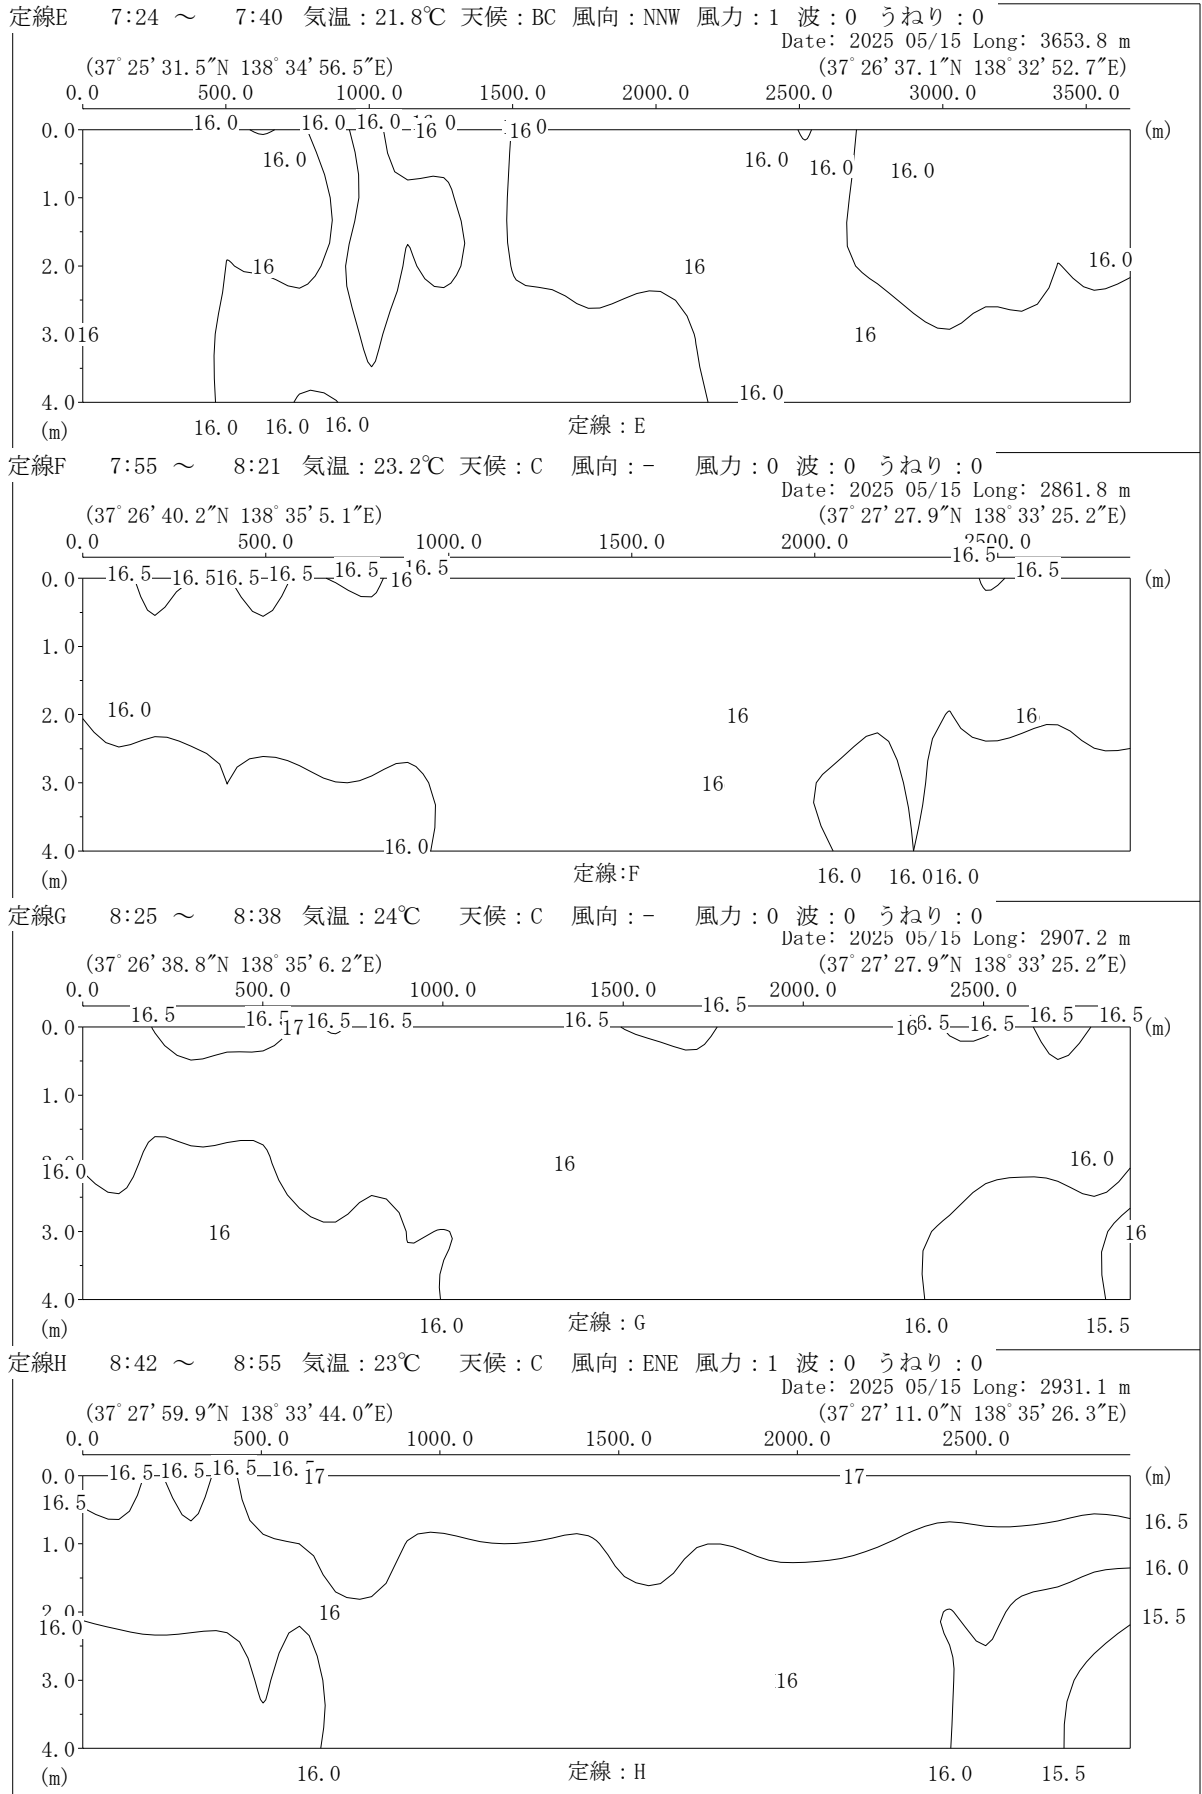 定線E　7:24 ～　7:40　気温：21.8℃ 天候：BC 風向：NNW 風力：1 波：0 うねり：0
Date: 2025 05/15 Long: 3653.8 m
(37°25'31.5"N 138°34'56.5"E)　(37°26'37.1"N 138°32'52.7"E)
0.0 500.0 1000.0 1500.0 2000.0 2500.0 3000.0 3500.0
0.0 16.0 16.0 16.0 16 0 16 0 (m)
16.0 16.0 16.0 16.0
1.0
2.0 16 16 16.0
3.0 16 16
4.0 16.0
(m) 16.0 16.0 16.0 定線：E
定線F　7:55 ～　8:21　気温：23.2℃ 天候：C　風向：-　風力：0 波：0 うねり：0
Date: 2025 05/15 Long: 2861.8 m
(37°26'40.2"N 138°35'5.1"E)　(37°27'27.9"N 138°33'25.2"E)
0.0 500.0 1000.0 1500.0 2000.0 2500.0
0.0 16.5 16.5 16.5 16.5 16.5 16 16.5 16.5 16.5 (m)
1.0
2.0 16.0 16 16
3.0 16
4.0 16.0
(m) 定線:F 16.0 16.0 16.0
定線G　8:25 ～　8:38　気温：24℃　天候：C　風向：-　風力：0 波：0 うねり：0
Date: 2025 05/15 Long: 2907.2 m
(37°26'38.8"N 138°35'6.2"E)　(37°27'27.9"N 138°33'25.2"E)
0.0 500.0 1000.0 1500.0 2000.0 2500.0
0.0 16.5 16.5 17 16.5 16.5 16.5 16.5 16 6.5 16.5 16.5 16.5 (m)
1.0
16.0 16 16.0
3.0 16 16
4.0
(m) 16.0 定線：G 16.0 15.5
定線H　8:42 ～　8:55　気温：23℃　天候：C　風向：ENE 風力：1 波：0 うねり：0
Date: 2025 05/15 Long: 2931.1 m
(37°27'59.9"N 138°33'44.0"E)　(37°27'11.0"N 138°35'26.3"E)
0.0 500.0 1000.0 1500.0 2000.0 2500.0
0.0 16.5 16.5 16.5 16.5 17 17 (m)
16.5 16.5
1.0 16.0
2.0 16 15.5
16.0
3.0 16
4.0
(m) 16.0 定線：H 16.0 15.5